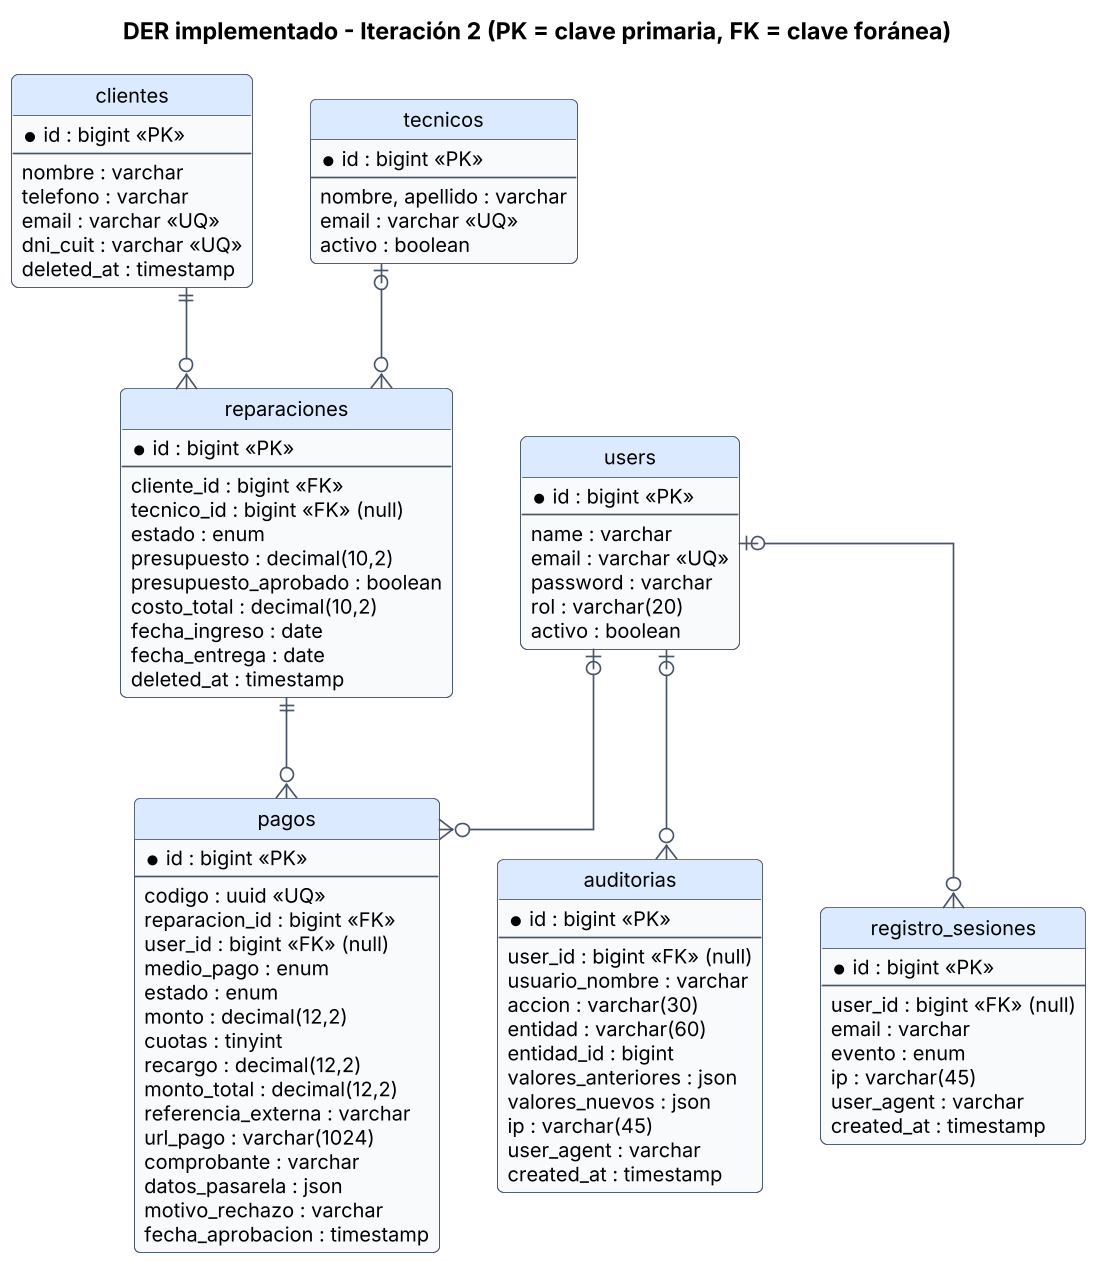 DER implementado - Iteración 2 (PK = clave primaria, FK = clave foránea)
clientes
id : bigint «PK»
nombre : varchar
telefono : varchar
email : varchar «UQ»
dni_cuit : varchar «UQ»
deleted_at : timestamp
tecnicos
id : bigint «PK»
nombre, apellido : varchar
email : varchar «UQ»
activo : boolean
reparaciones
id : bigint «PK»
cliente_id : bigint «FK»
tecnico_id : bigint «FK» (null)
estado : enum
presupuesto : decimal(10,2)
presupuesto_aprobado : boolean
costo_total : decimal(10,2)
fecha_ingreso : date
fecha_entrega : date
deleted_at : timestamp
users
id : bigint «PK»
name : varchar
email : varchar «UQ»
password : varchar
rol : varchar(20)
activo : boolean
pagos
id : bigint «PK»
codigo : uuid «UQ»
reparacion_id : bigint «FK»
user_id : bigint «FK» (null)
medio_pago : enum
estado : enum
monto : decimal(12,2)
cuotas : tinyint
recargo : decimal(12,2)
monto_total : decimal(12,2)
referencia_externa : varchar
url_pago : varchar(1024)
comprobante : varchar
datos_pasarela : json
motivo_rechazo : varchar
fecha_aprobacion : timestamp
auditorias
id : bigint «PK»
user_id : bigint «FK» (null)
usuario_nombre : varchar
accion : varchar(30)
entidad : varchar(60)
entidad_id : bigint
valores_anteriores : json
valores_nuevos : json
ip : varchar(45)
user_agent : varchar
created_at : timestamp
registro_sesiones
id : bigint «PK»
user_id : bigint «FK» (null)
email : varchar
evento : enum
ip : varchar(45)
user_agent : varchar
created_at : timestamp